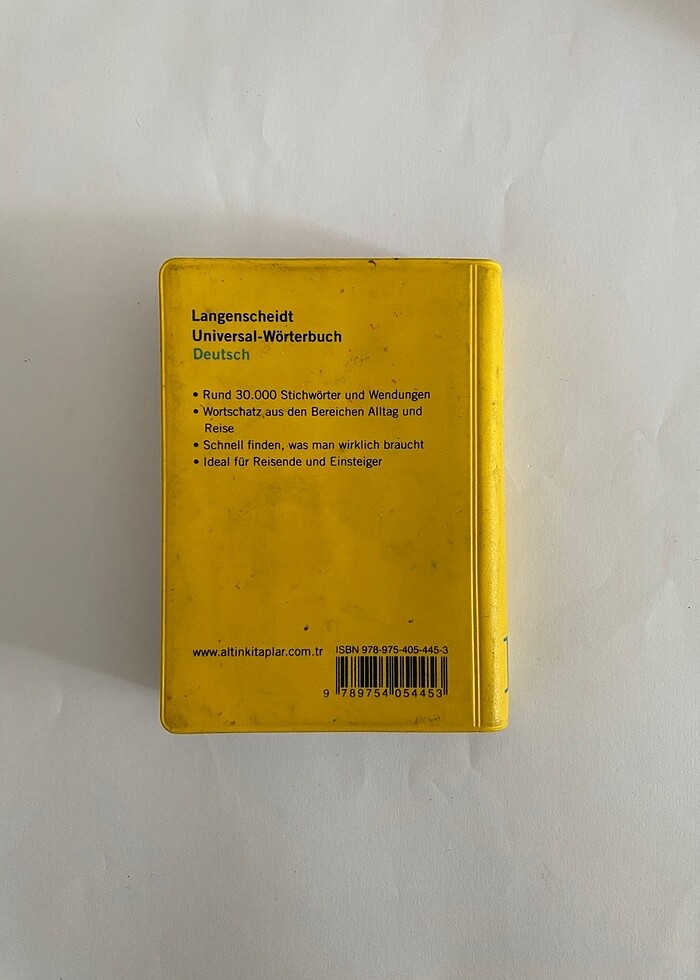 Langenscheidt
Universal-Wörterbuch
Deutsch
• Rund 30.000 Stichwörter und Wendungen
• Wortschatz aus den Bereichen Alltag und
Reise
• Schnell finden, was man wirklich braucht
• Ideal für Reisende und Einsteiger
www.altinkitaplar.com.tr
ISBN 978-975-405-445-3
9 789754 054453